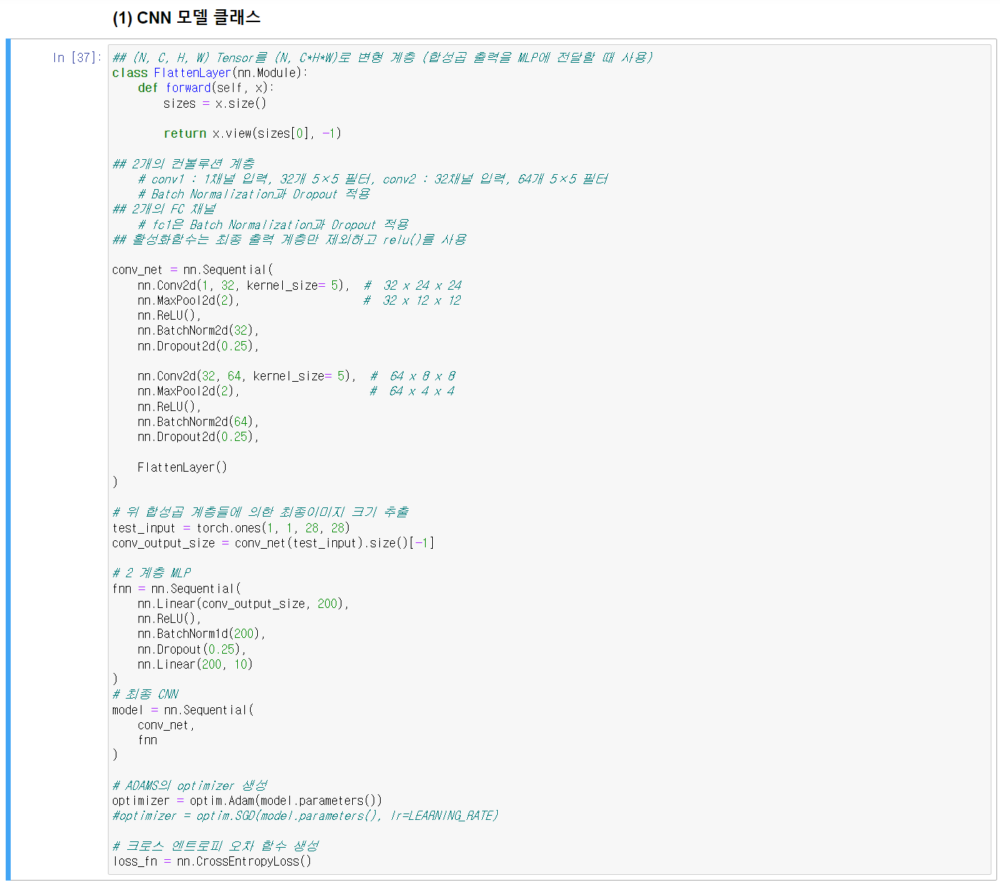 (1) CNN 모델 클래스
In [37]:
## (N, C, H, W) Tensor를 (N, C*H*W)로 변형 계층 (합성곱 출력을 MLP에 전달할 때 사용)
class FlattenLayer(nn.Module):
    def forward(self, x):
        sizes = x.size()

        return x.view(sizes[0], -1)

## 2개의 컨볼루션 계층
    # conv1 : 1채널 입력, 32개 5×5 필터, conv2 : 32채널 입력, 64개 5×5 필터
    # Batch Normalization과 Dropout 적용
## 2개의 FC 채널
    # fc1은 Batch Normalization과 Dropout 적용
## 활성화함수는 최종 출력 계층만 제외하고 relu()를 사용

conv_net = nn.Sequential(
    nn.Conv2d(1, 32, kernel_size= 5),  #  32 x 24 x 24
    nn.MaxPool2d(2),                   #  32 x 12 x 12
    nn.ReLU(),
    nn.BatchNorm2d(32),
    nn.Dropout2d(0.25),

    nn.Conv2d(32, 64, kernel_size= 5),  #  64 x 8 x 8
    nn.MaxPool2d(2),                    #  64 x 4 x 4
    nn.ReLU(),
    nn.BatchNorm2d(64),
    nn.Dropout2d(0.25),

    FlattenLayer()
)

# 위 합성곱 계층들에 의한 최종이미지 크기 추출
test_input = torch.ones(1, 1, 28, 28)
conv_output_size = conv_net(test_input).size()[-1]

# 2 계층 MLP
fnn = nn.Sequential(
    nn.Linear(conv_output_size, 200),
    nn.ReLU(),
    nn.BatchNorm1d(200),
    nn.Dropout(0.25),
    nn.Linear(200, 10)
)
# 최종 CNN
model = nn.Sequential(
    conv_net,
    fnn
)

# ADAMS의 optimizer 생성
optimizer = optim.Adam(model.parameters())
#optimizer = optim.SGD(model.parameters(), lr=LEARNING_RATE)

# 크로스 엔트로피 오차 함수 생성
loss_fn = nn.CrossEntropyLoss()